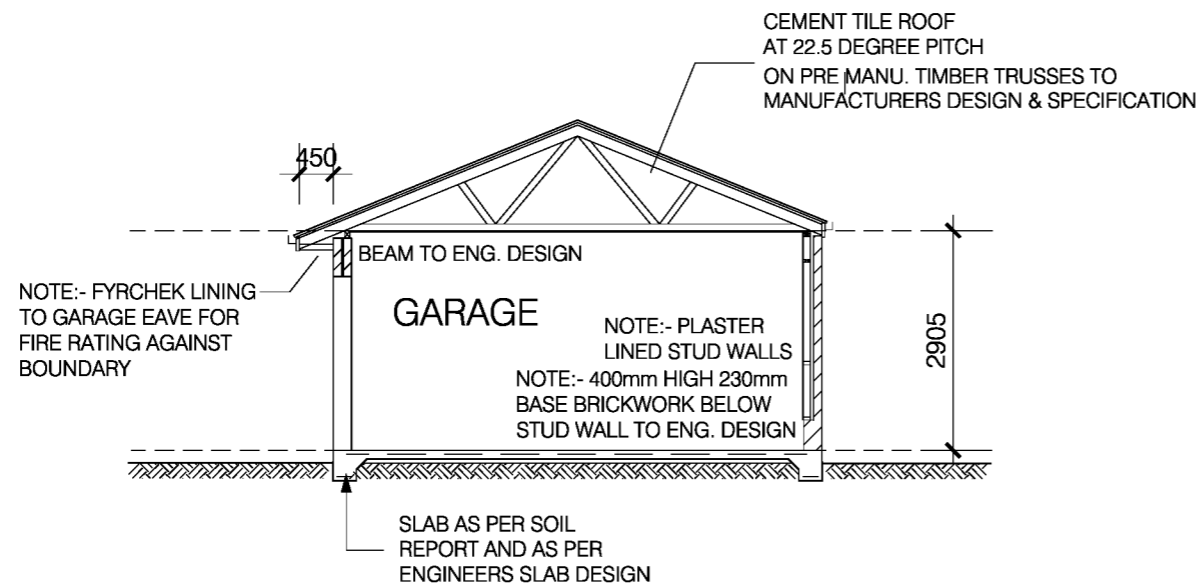 CEMENT TILE ROOF
AT 22.5 DEGREE PITCH
ON PRE MANU. TIMBER TRUSSES TO
MANUFACTURERS DESIGN & SPECIFICATION
450
BEAM TO ENG. DESIGN
NOTE:- FYRCHEK LINING
TO GARAGE EAVE FOR
FIRE RATING AGAINST
BOUNDARY
GARAGE
NOTE:- PLASTER
LINED STUD WALLS
NOTE:- 400mm HIGH 230mm
BASE BRICKWORK BELOW
STUD WALL TO ENG. DESIGN
2905
SLAB AS PER SOIL
REPORT AND AS PER
ENGINEERS SLAB DESIGN